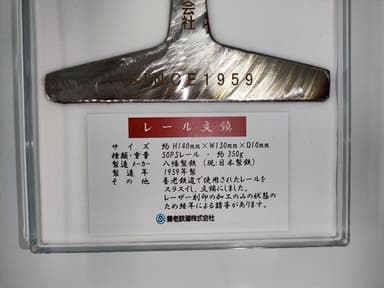 会社
SINCE1959
レール文鎮
サイズ 約H140mm×W130mm×D10mm
種類・重量 50PSレール・約350g
製造メーカー 八幡製鉄(現:日本製鉄)
製造年 1959年製
その他 養老鉄道で使用されたレールを
スライスし、文鎮にしました。
レーザー刻印の加工のみの状態の
ため経年による錆等があります。
養老鉄道株式会社